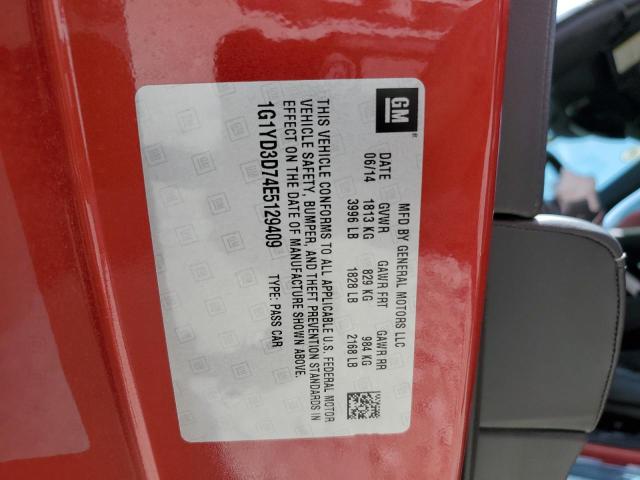 GM
MFD BY GENERAL MOTORS LLC
DATE GVWR GAWR FRT GAWR RR
06/14 1813 KG 829 KG 984 KG
3996 LB 1828 LB 2168 LB
THIS VEHICLE CONFORMS TO ALL APPLICABLE U.S. FEDERAL MOTOR
VEHICLE SAFETY, BUMPER, AND THEFT PREVENTION STANDARDS IN
EFFECT ON THE DATE OF MANUFACTURE SHOWN ABOVE.
1G1YD3D74E5129409 TYPE: PASS CAR